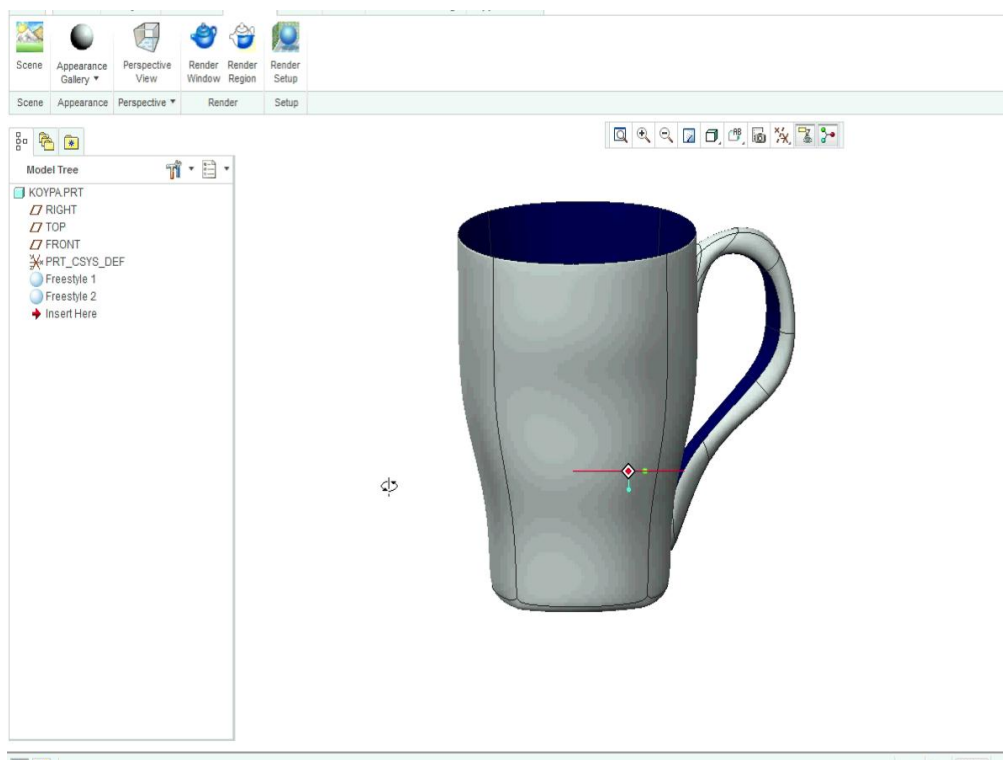 Scene
Appearance Gallery
Perspective View
Render Window
Render Region
Render Setup
Scene
Appearance
Perspective
Render
Setup
Model Tree
KOYPA.PRT
RIGHT
TOP
FRONT
PRT_CSYS_DEF
Freestyle 1
Freestyle 2
Insert Here